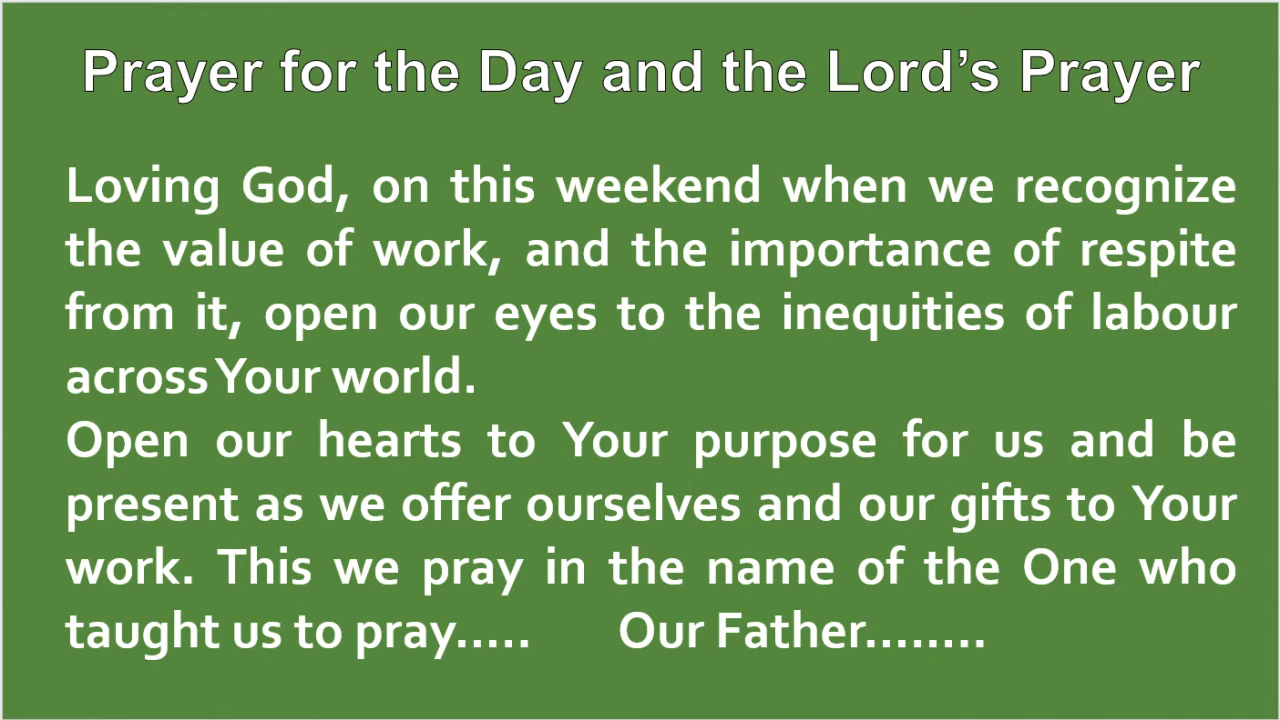 Prayer for the Day and the Lord’s Prayer
Loving God, on this weekend when we recognize
the value of work, and the importance of respite
from it, open our eyes to the inequities of labour
across Your world.
Open our hearts to Your purpose for us and be
present as we offer ourselves and our gifts to Your
work. This we pray in the name of the One who
taught us to pray..... Our Father........